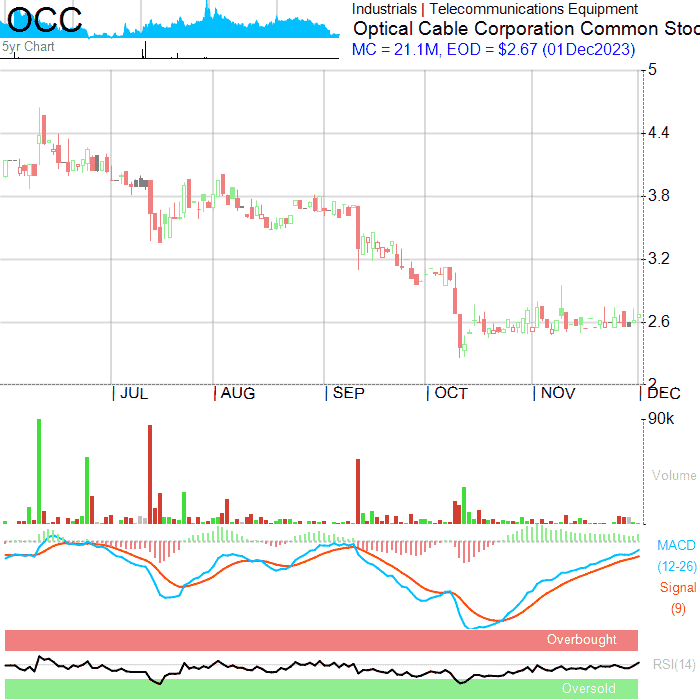 OCC
Industrials | Telecommunications Equipment
Optical Cable Corporation Common Stoc
MC = 21.1M, EOD = $2.67 (01Dec2023)
5yr Chart
5
4.4
3.8
3.2
2.6
2
| JUL | AUG | SEP | OCT | NOV | DEC
90k
Volume
MACD
(12-26)
Signal
(9)
Overbought
RSI(14)
Oversold